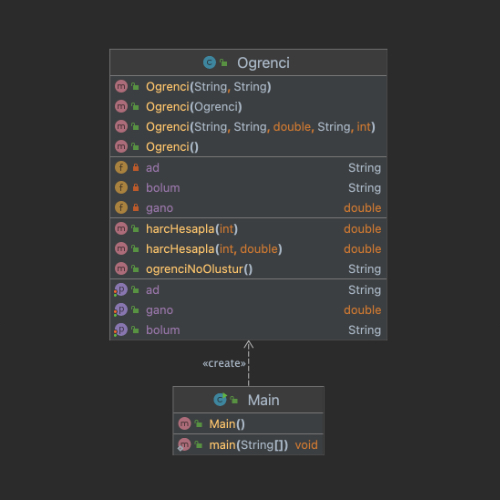 Ogrenci
Ogrenci(String, String)
Ogrenci(Ogrenci)
Ogrenci(String, String, double, String, int)
Ogrenci()
ad String
bolum String
gano double
harcHesapla(int) double
harcHesapla(int, double) double
ogrenciNoOlustur() String
ad String
gano double
bolum String
«create»
Main
Main()
main(String[]) void